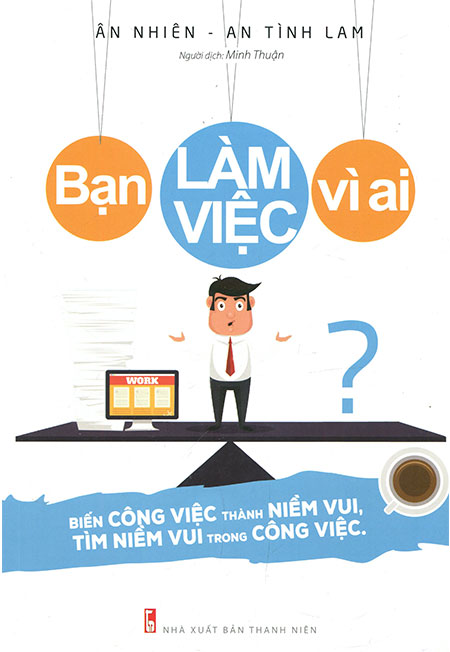 ÂN NHIÊN - AN TÌNH LAM
Người dịch: Minh Thuận
Bạn
LÀM
VIỆC
vì ai
?
WORK
BIẾN CÔNG VIỆC THÀNH NIỀM VUI,
TÌM NIỀM VUI TRONG CÔNG VIỆC.
NHÀ XUẤT BẢN THANH NIÊN